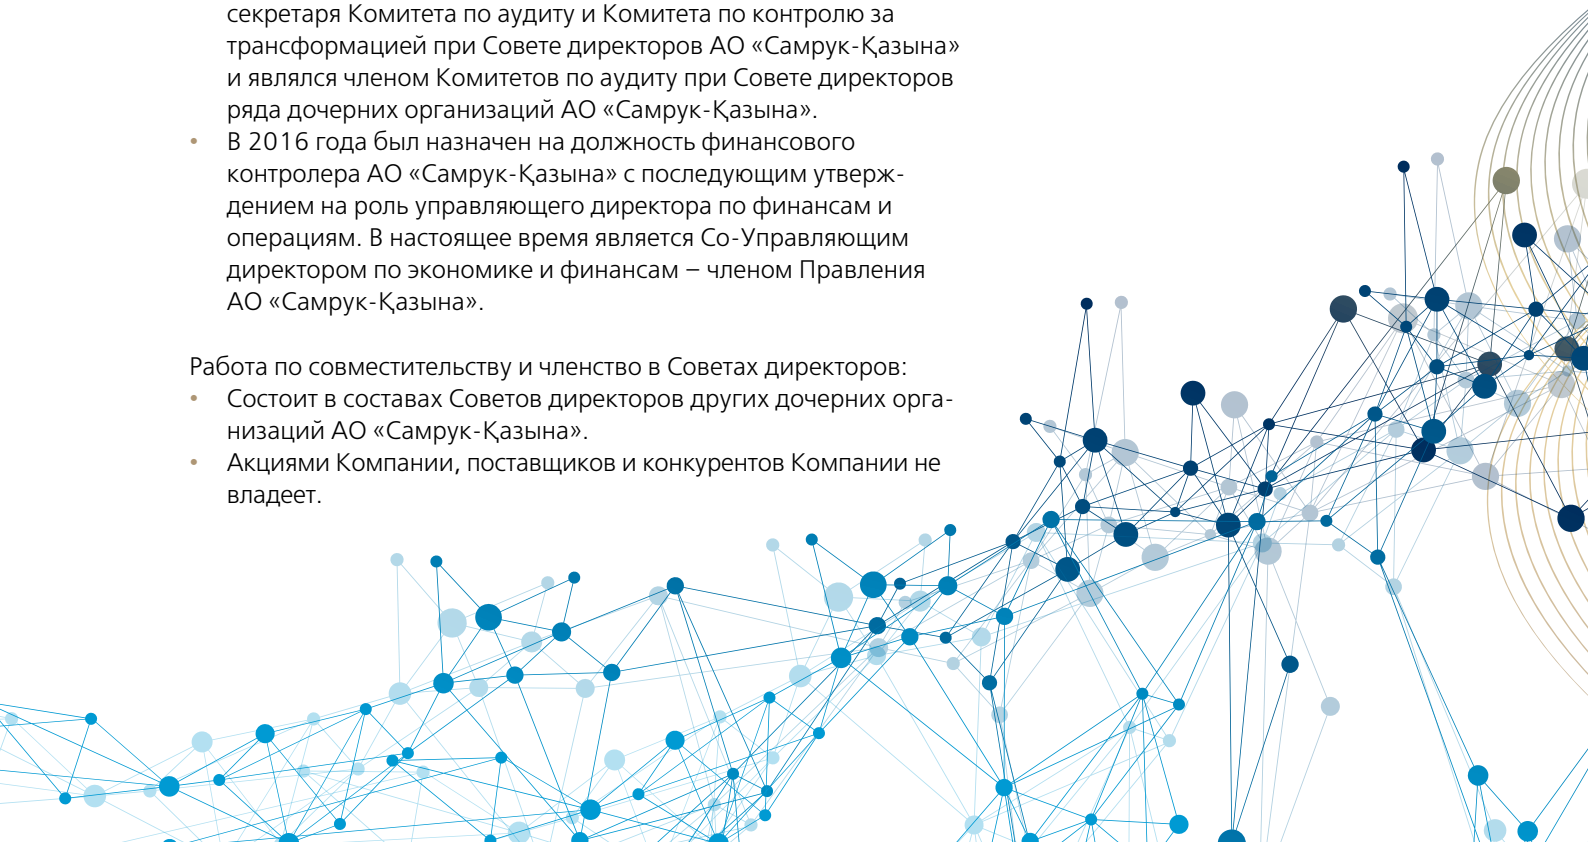 секретаря Комитета по аудиту и Комитета по контролю за
трансформацией при Совете директоров АО «Самрук-Қазына»
и являлся членом Комитетов по аудиту при Совете директоров
ряда дочерних организаций АО «Самрук-Қазына».
• В 2016 года был назначен на должность финансового
контролера АО «Самрук-Қазына» с последующим утверж-
дением на роль управляющего директора по финансам и
операциям. В настоящее время является Со-Управляющим
директором по экономике и финансам – членом Правления
АО «Самрук-Қазына».
Работа по совместительству и членство в Советах директоров:
• Состоит в составах Советов директоров других дочерних орга-
низаций АО «Самрук-Қазына».
• Акциями Компании, поставщиков и конкурентов Компании не
владеет.